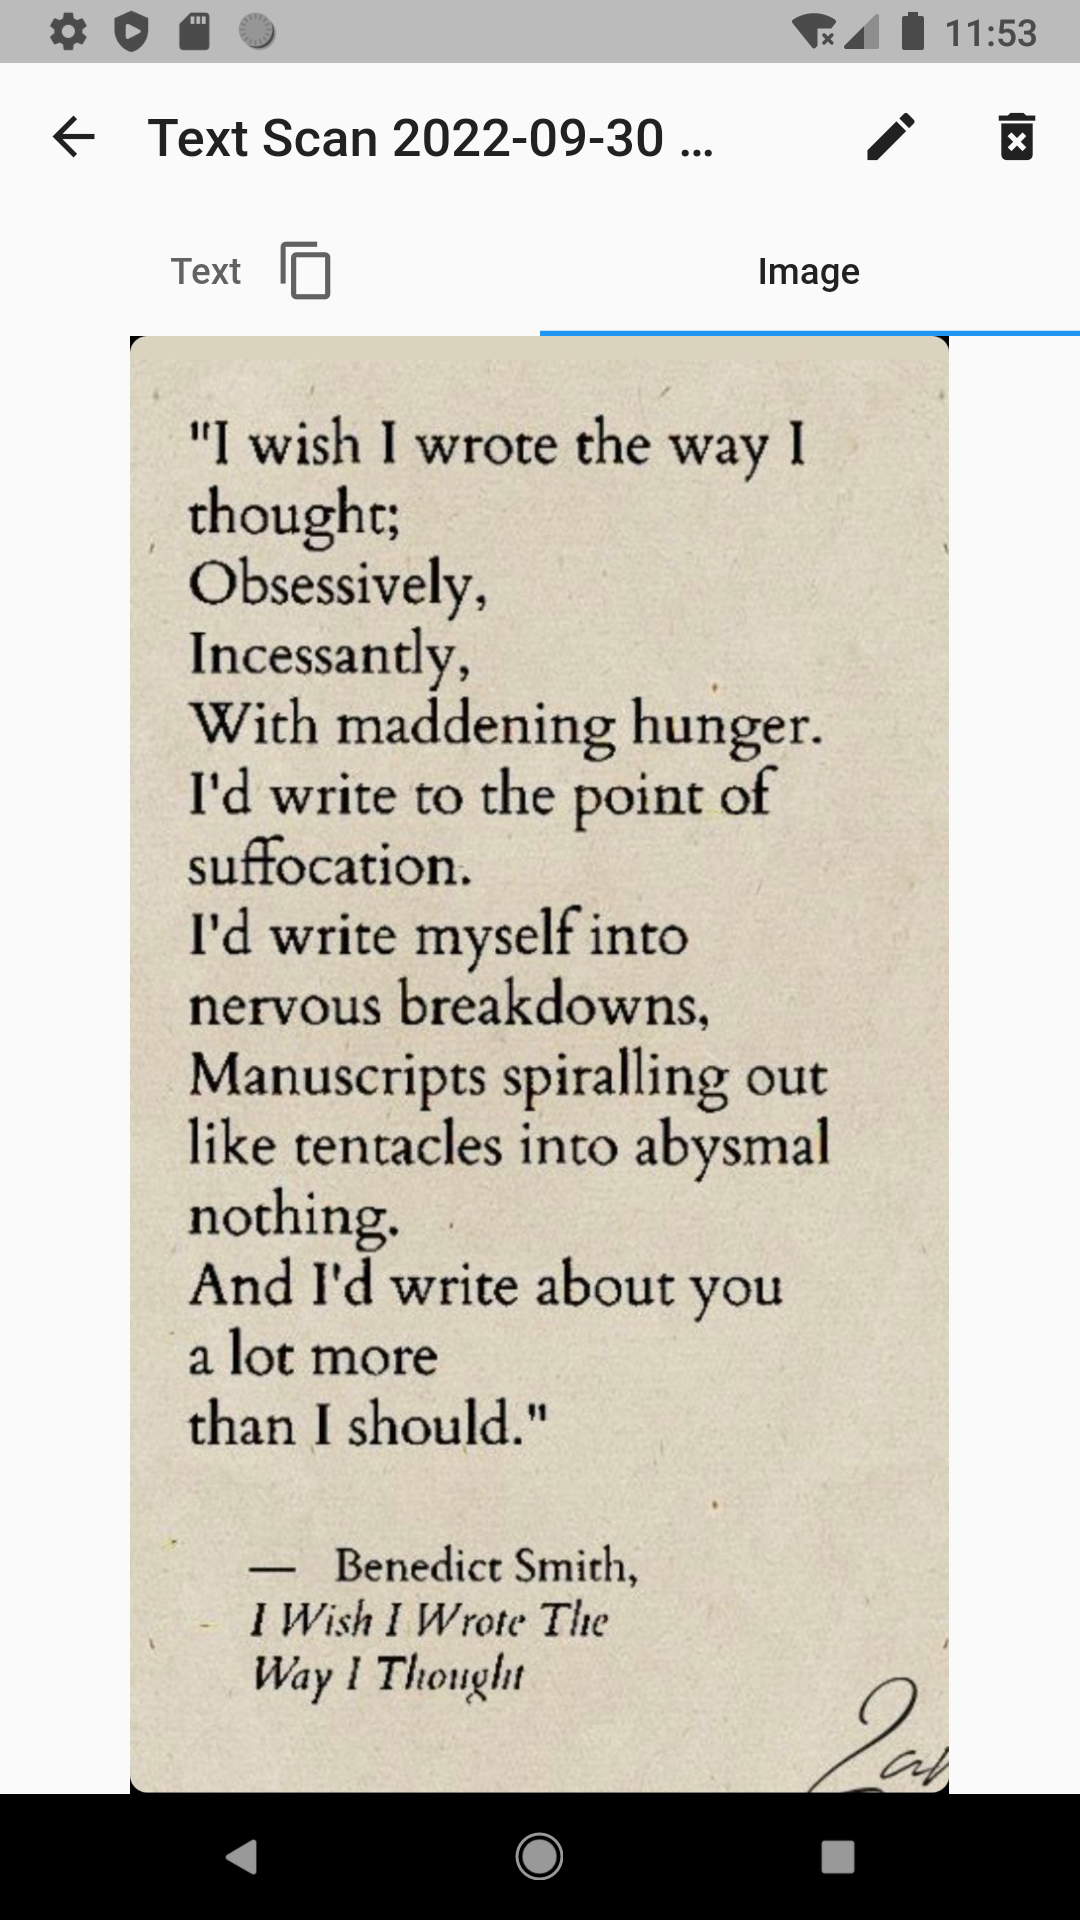 11:53
Text Scan 2022-09-30 ...
Text
Image
"I wish I wrote the way I
thought;
Obsessively,
Incessantly,
With maddening hunger.
I'd write to the point of
suffocation.
I'd write myself into
nervous breakdowns,
Manuscripts spiralling out
like tentacles into abysmal
nothing.
And I'd write about you
a lot more
than I should."
— Benedict Smith,
I Wish I Wrote The
Way I Thought